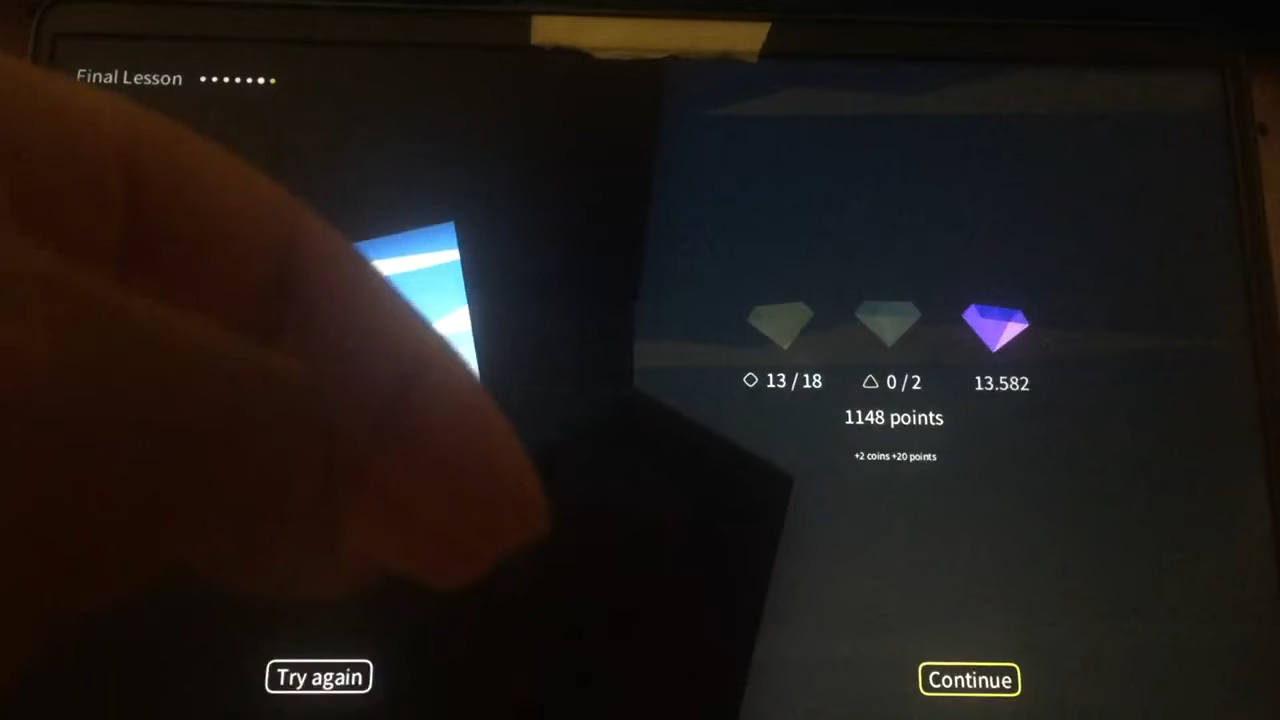 Final Lesson
◇ 13 / 18 △ 0 / 2 13.582
1148 points
+2 coins +20 points
Try again
Continue